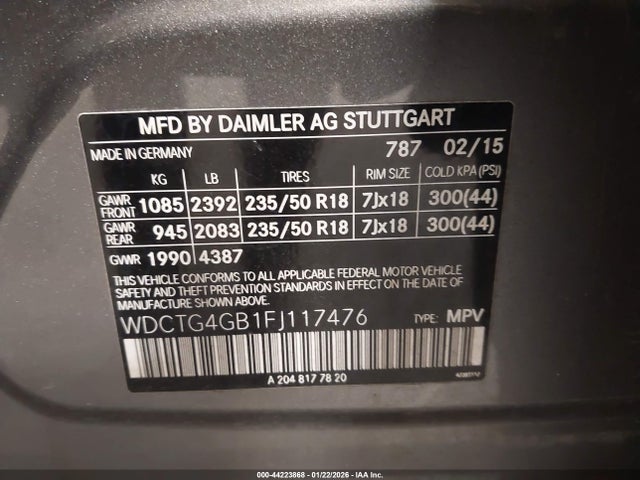 MFD BY DAIMLER AG STUTTGART
MADE IN GERMANY 787 02/15
KG LB TIRES RIM SIZE COLD KPA (PSI)
GAWR FRONT 1085 2392 235/50 R18 7Jx18 300(44)
GAWR REAR 945 2083 235/50 R18 7Jx18 300(44)
GVWR 1990 4387
THIS VEHICLE CONFORMS TO ALL APPLICABLE FEDERAL MOTOR VEHICLE
SAFETY AND THEFT PREVENTION STANDARDS IN EFFECT ON THE DATE
OF MANUFACTURE SHOWN ABOVE.
WDCTG4GB1FJ117476 TYPE: MPV
A 204 817 78 20
000-44223868 - 01/22/2026 - IAA Inc.